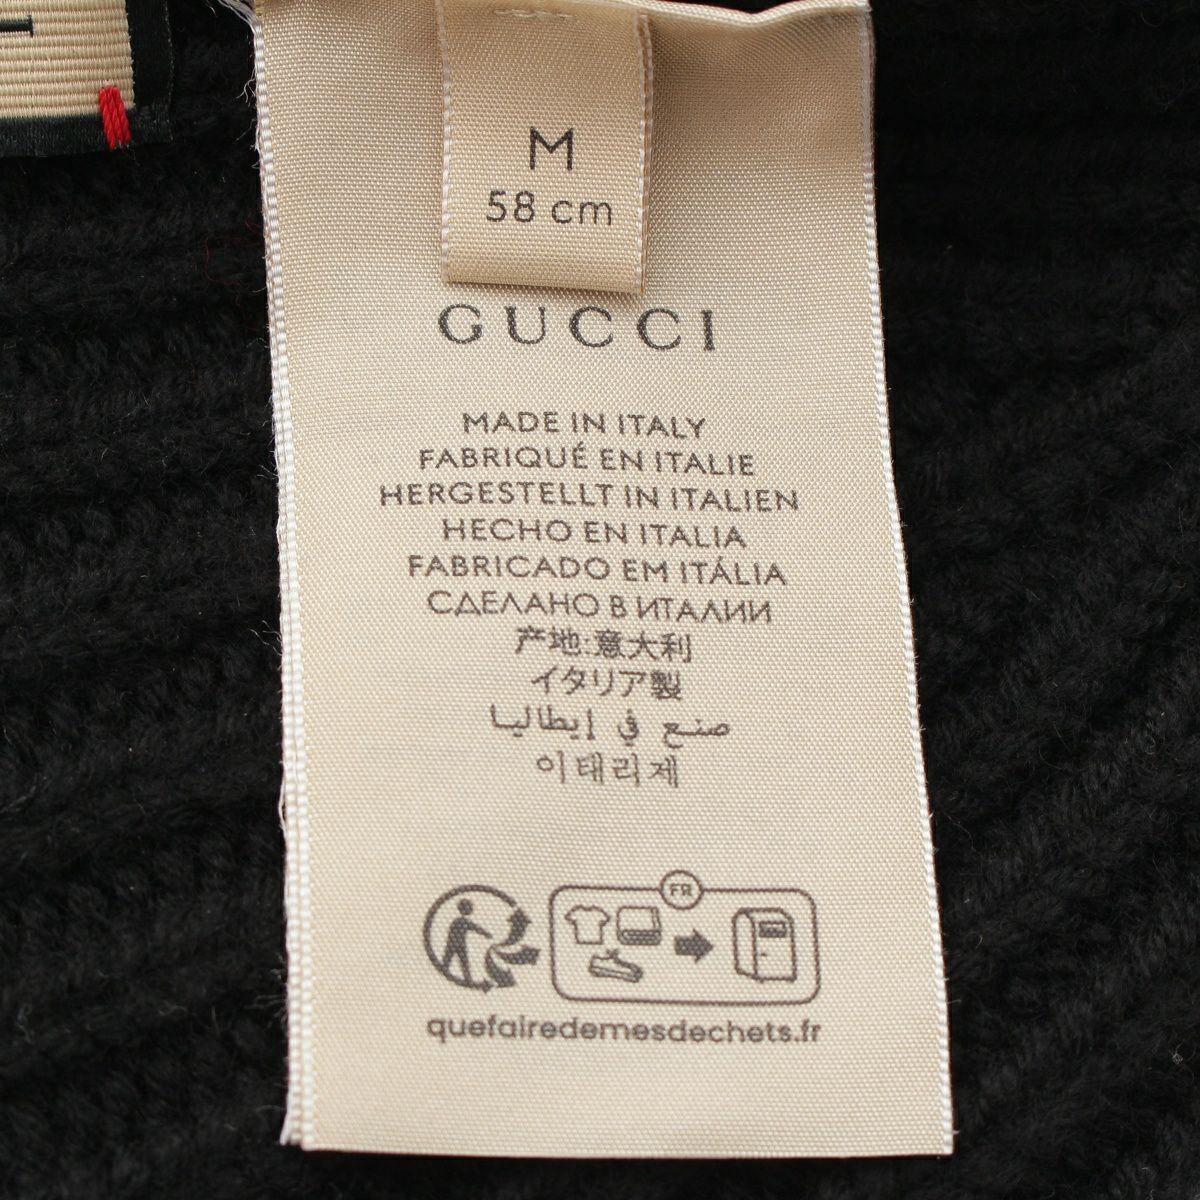 M
58 cm
GUCCI
MADE IN ITALY
FABRIQUÉ EN ITALIE
HERGESTELLT IN ITALIEN
HECHO EN ITALIA
FABRICADO EM ITÁLIA
СДЕЛАНО В ИТАЛИИ
产地:意大利
イタリア製
صنع في إيطاليا
이태리제
FR
quefairedemesdechets.fr